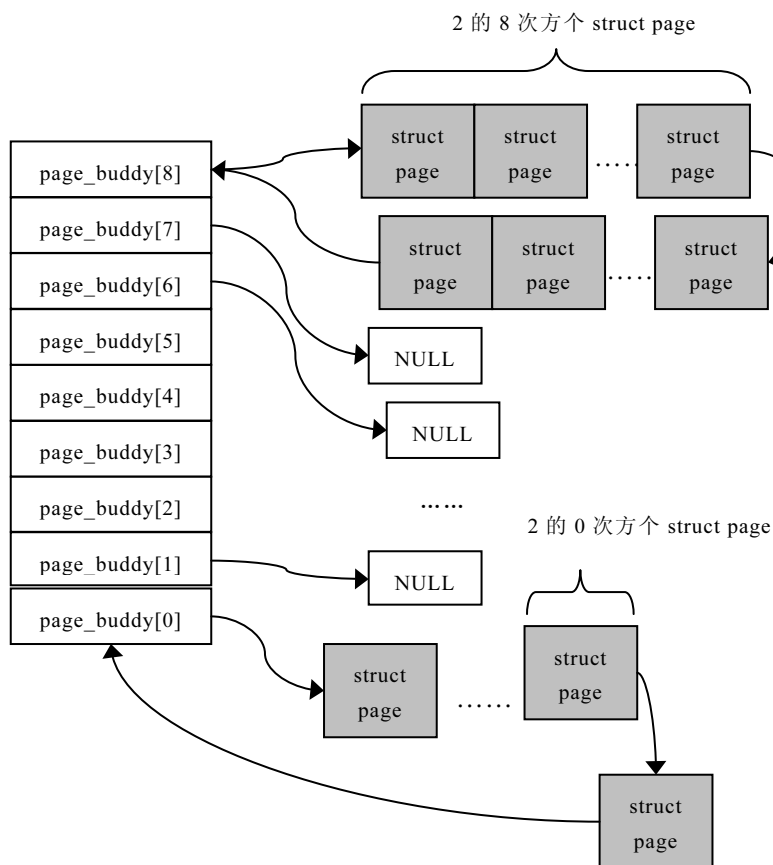 2 的 8 次方个 struct page
struct struct struct
page page …… page
page_buddy[8]
page_buddy[7]
struct struct struct
page page …… page
page_buddy[6]
page_buddy[5]
NULL
page_buddy[4]
NULL
page_buddy[3]
page_buddy[2]
……
2 的 0 次方个 struct page
page_buddy[1]
NULL
page_buddy[0]
struct
page
……
struct
page
struct
page